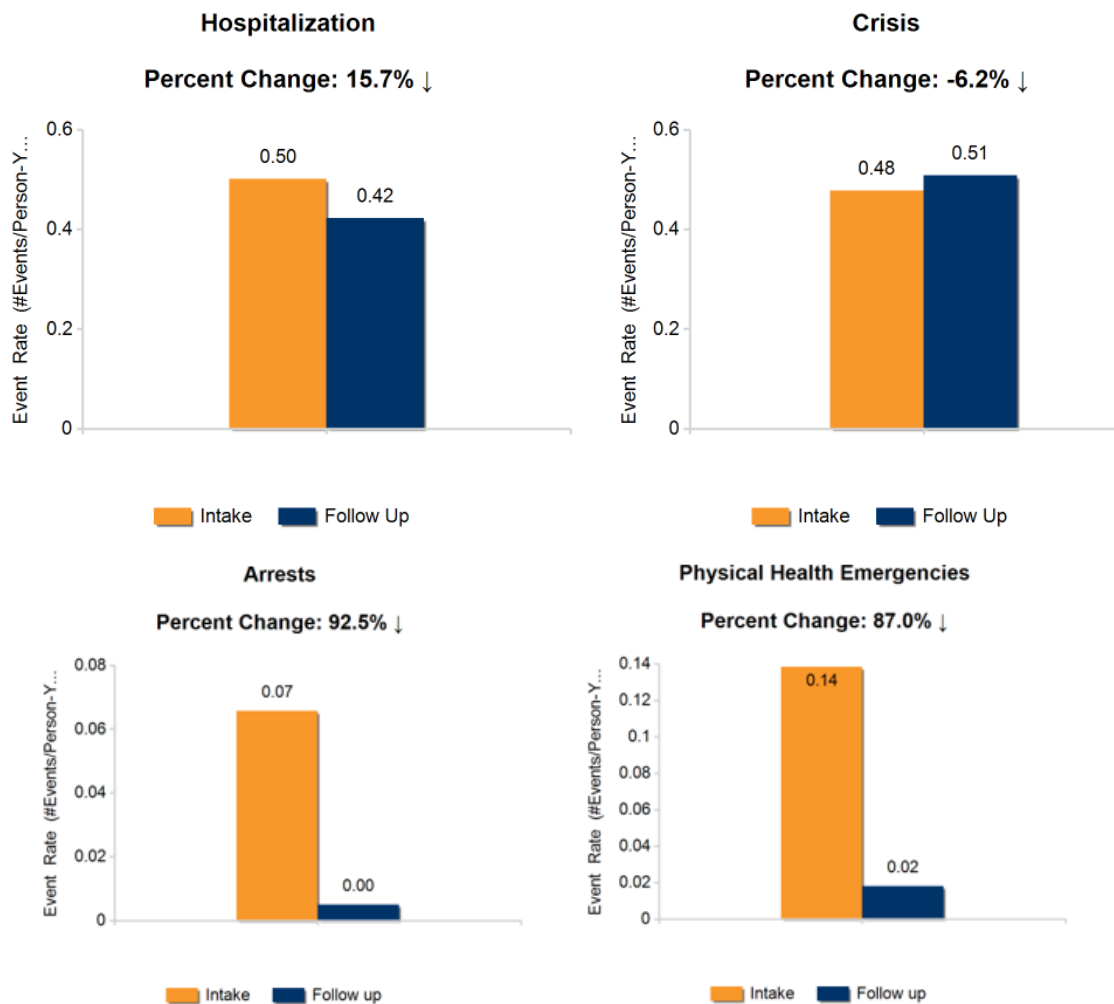 Hospitalization
Percent Change: 15.7% ↓
Event Rate (#Events/Person-Y...
0.6
0.4
0.2
0
0.50
0.42
Intake Follow Up
Crisis
Percent Change: -6.2% ↓
Event Rate (#Events/Person-Y...
0.6
0.4
0.2
0
0.48
0.51
Intake Follow Up
Arrests
Percent Change: 92.5% ↓
Event Rate (#Events/Person-Y...
0.08
0.06
0.04
0.02
0
0.07
0.00
Intake Follow up
Physical Health Emergencies
Percent Change: 87.0% ↓
Event Rate (#Events/Person-Y...
0.14
0.12
0.1
0.08
0.06
0.04
0.02
0
0.14
0.02
Intake Follow up